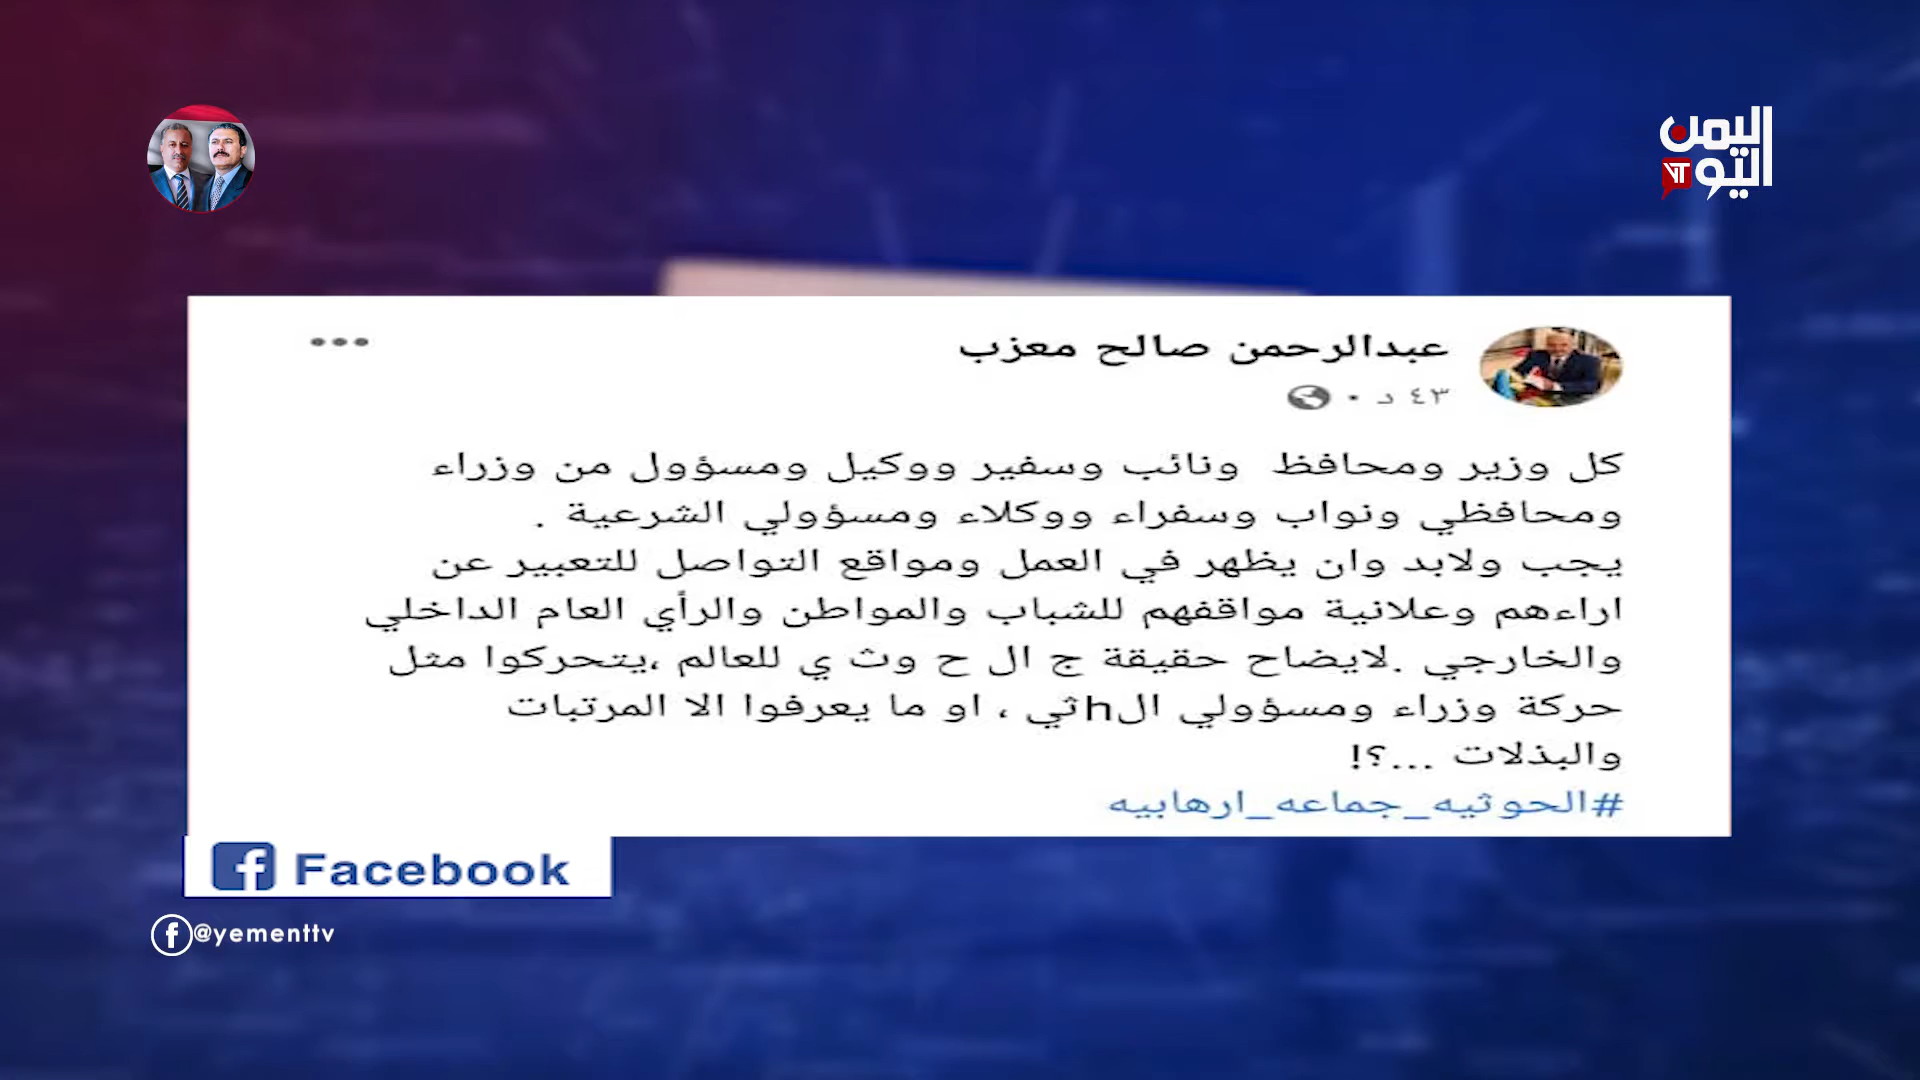 اليمن
اليوم
YT
عبدالرحمن صالح معزب
٤٣ د ·
كل وزير ومحافظ ونائب وسفير ووكيل ومسؤول من وزراء
ومحافظي ونواب وسفراء ووكلاء ومسؤولي الشرعية .
يجب ولابد وان يظهر في العمل ومواقع التواصل للتعبير عن
اراءهم وعلانية مواقفهم للشباب والمواطن والرأي العام الداخلي
والخارجي .لايضاح حقيقة ج ال ح وث ي للعالم ،يتحركوا مثل
حركة وزراء ومسؤولي الhثي ، او ما يعرفوا الا المرتبات
والبذلات ...؟!
#الحوثيه_جماعه_ارهابيه
Facebook
@yementtv